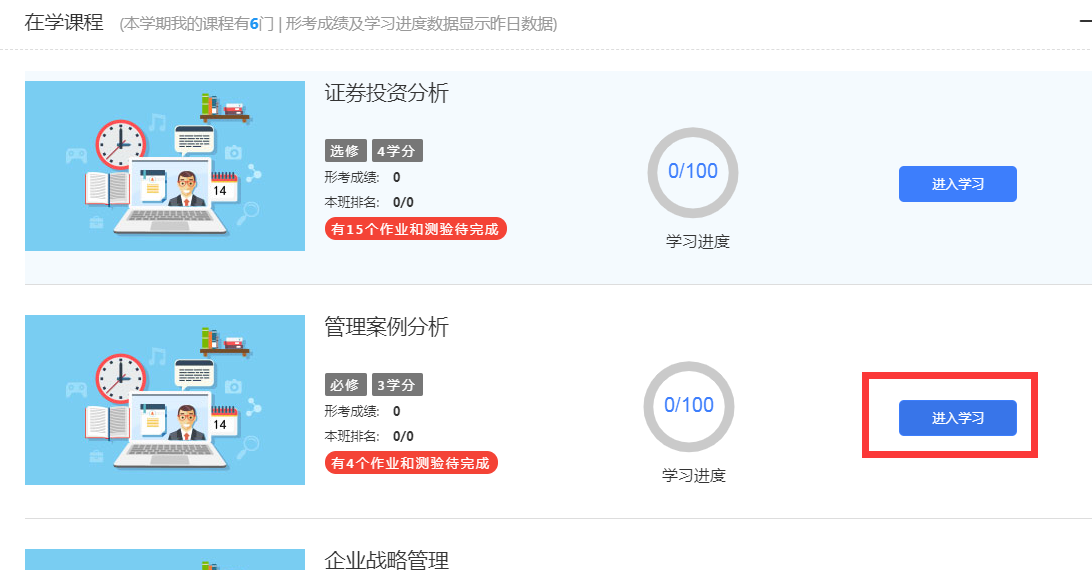 在学课程 (本学期我的课程有6门 | 形考成绩及学习进度数据显示昨日数据)
证券投资分析
14
选修 4学分
形考成绩: 0
本班排名: 0/0
有15个作业和测验待完成
0/100
学习进度
进入学习
管理案例分析
14
必修 3学分
形考成绩: 0
本班排名: 0/0
有4个作业和测验待完成
0/100
学习进度
进入学习
企业战略管理